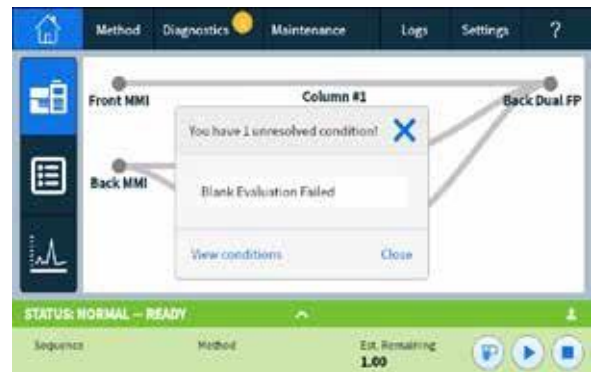 Method Diagnostics Maintenance Logs Settings ?
Front MMI Column #1 Back Dual FP
You have 1 unresolved condition!
Back MMI
Blank Evaluation Failed
View conditions Close
STATUS: NORMAL — READY
Sequence Method Est. Remaining
1.00